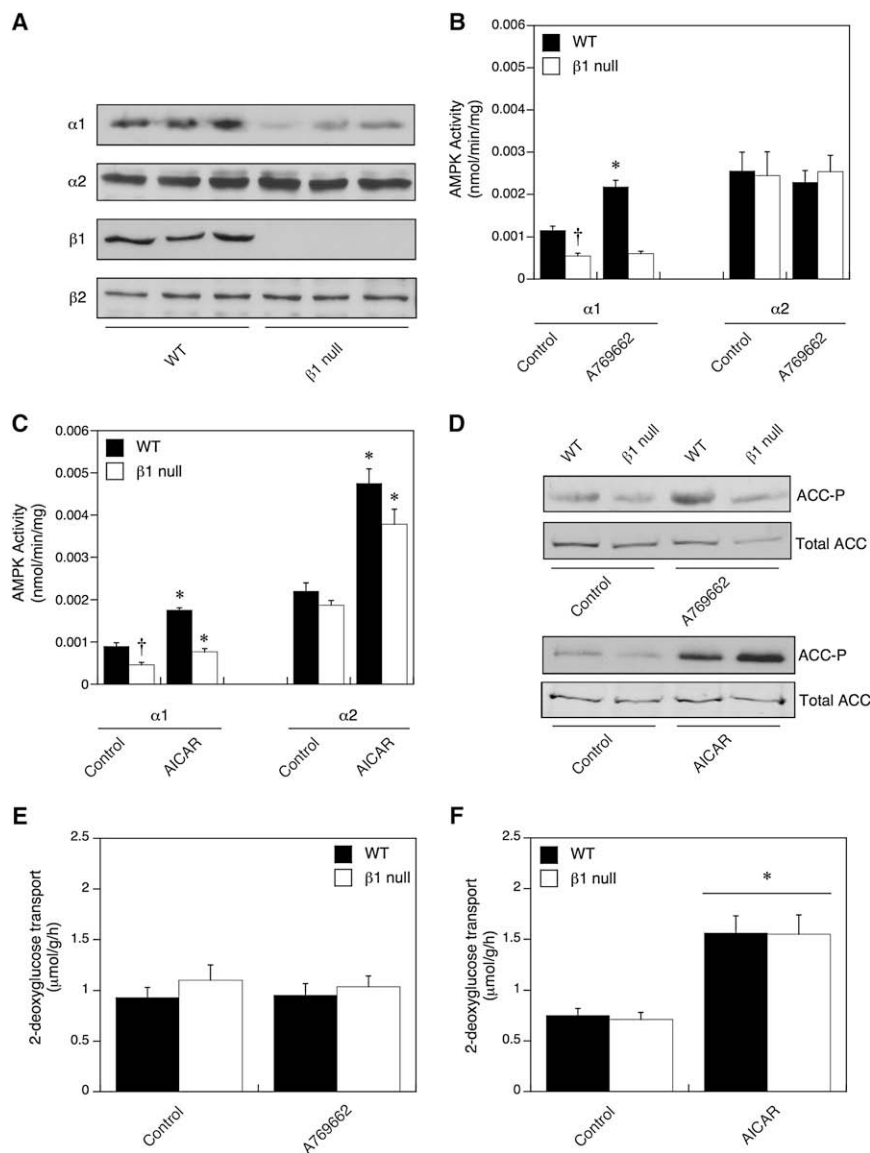 A
α1
α2
β1
β2
WT
β1 null
B
WT
β1 null
AMPK Activity
(nmol/min/mg)
0.006
0.005
0.004
0.003
0.002
0.001
0
*
†
α1
α2
Control
A769662
Control
A769662
C
WT
β1 null
AMPK Activity
(nmol/min/mg)
0.006
0.005
0.004
0.003
0.002
0.001
0
†
*
*
*
*
α1
α2
Control
AICAR
Control
AICAR
D
WT
β1 null
WT
β1 null
ACC-P
Total ACC
Control
A769662
ACC-P
Total ACC
Control
AICAR
E
WT
β1 null
2-deoxyglucose transport
(μmol/g/h)
2.5
2
1.5
1
0.5
0
Control
A769662
F
WT
β1 null
2-deoxyglucose transport
(μmol/g/h)
2.5
2
1.5
1
0.5
0
*
Control
AICAR